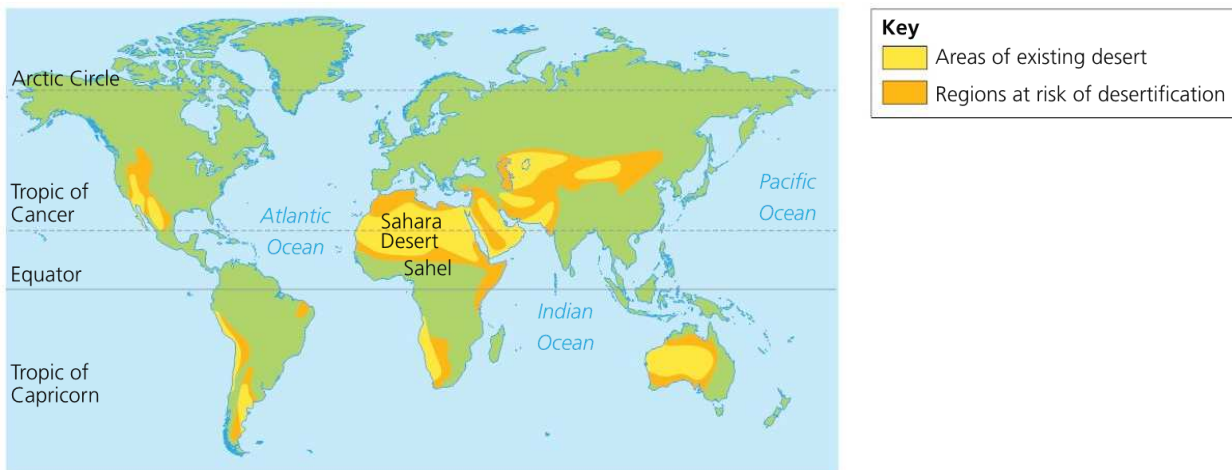 Arctic Circle
Tropic of
Cancer
Equator
Tropic of
Capricorn
Atlantic
Ocean
Sahara
Desert
Sahel
Indian
Ocean
Pacific
Ocean
Key
Areas of existing desert
Regions at risk of desertification